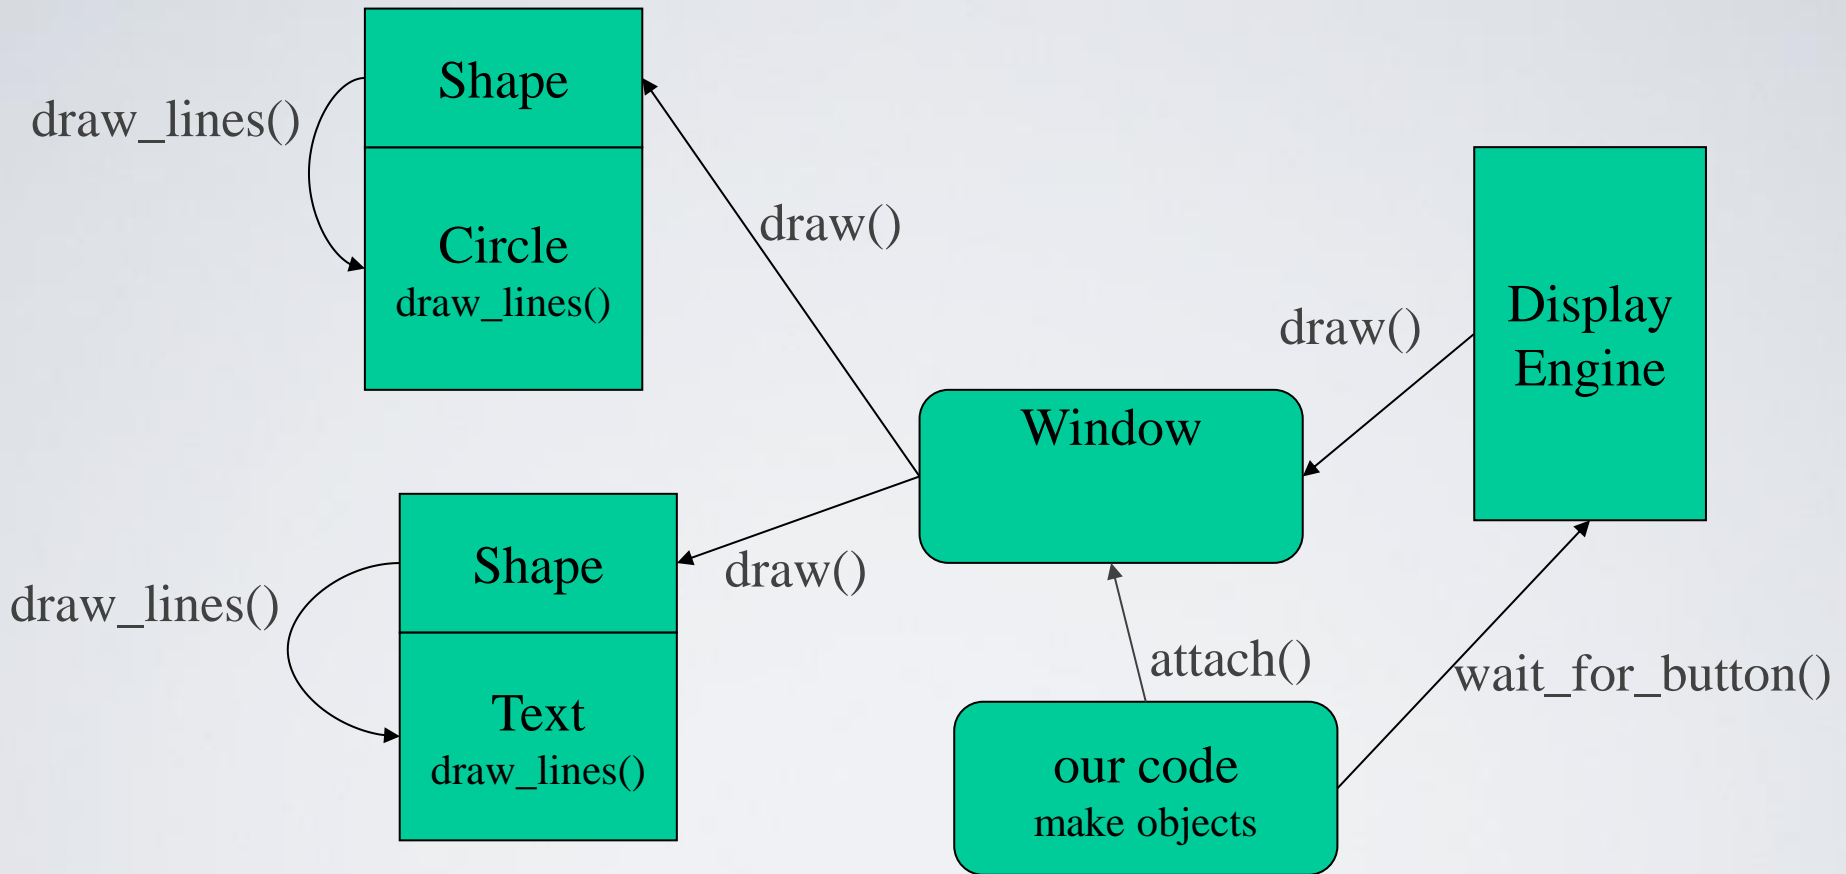 Shape
draw_lines()
Circle
draw_lines()
draw()
Display
Engine
draw()
Window
Shape
draw()
draw_lines()
Text
draw_lines()
attach()
wait_for_button()
our code
make objects